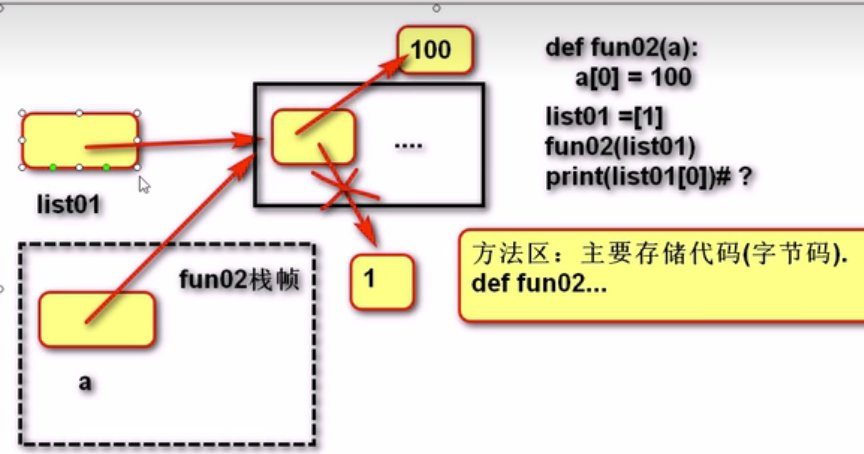 100
def fun02(a):
a[0] = 100
list01 =[1]
fun02(list01)
print(list01[0])# ?
....
list01
fun02栈帧
1
方法区：主要存储代码(字节码).
def fun02...
a